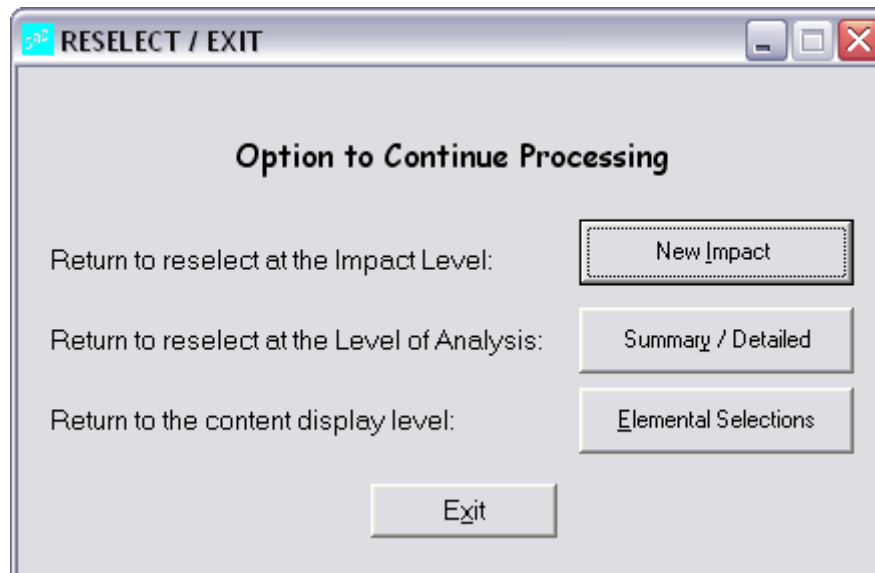 RESELECT / EXIT
Option to Continue Processing
Return to reselect at the Impact Level:
New Impact
Return to reselect at the Level of Analysis:
Summary / Detailed
Return to the content display level:
Elemental Selections
Exit